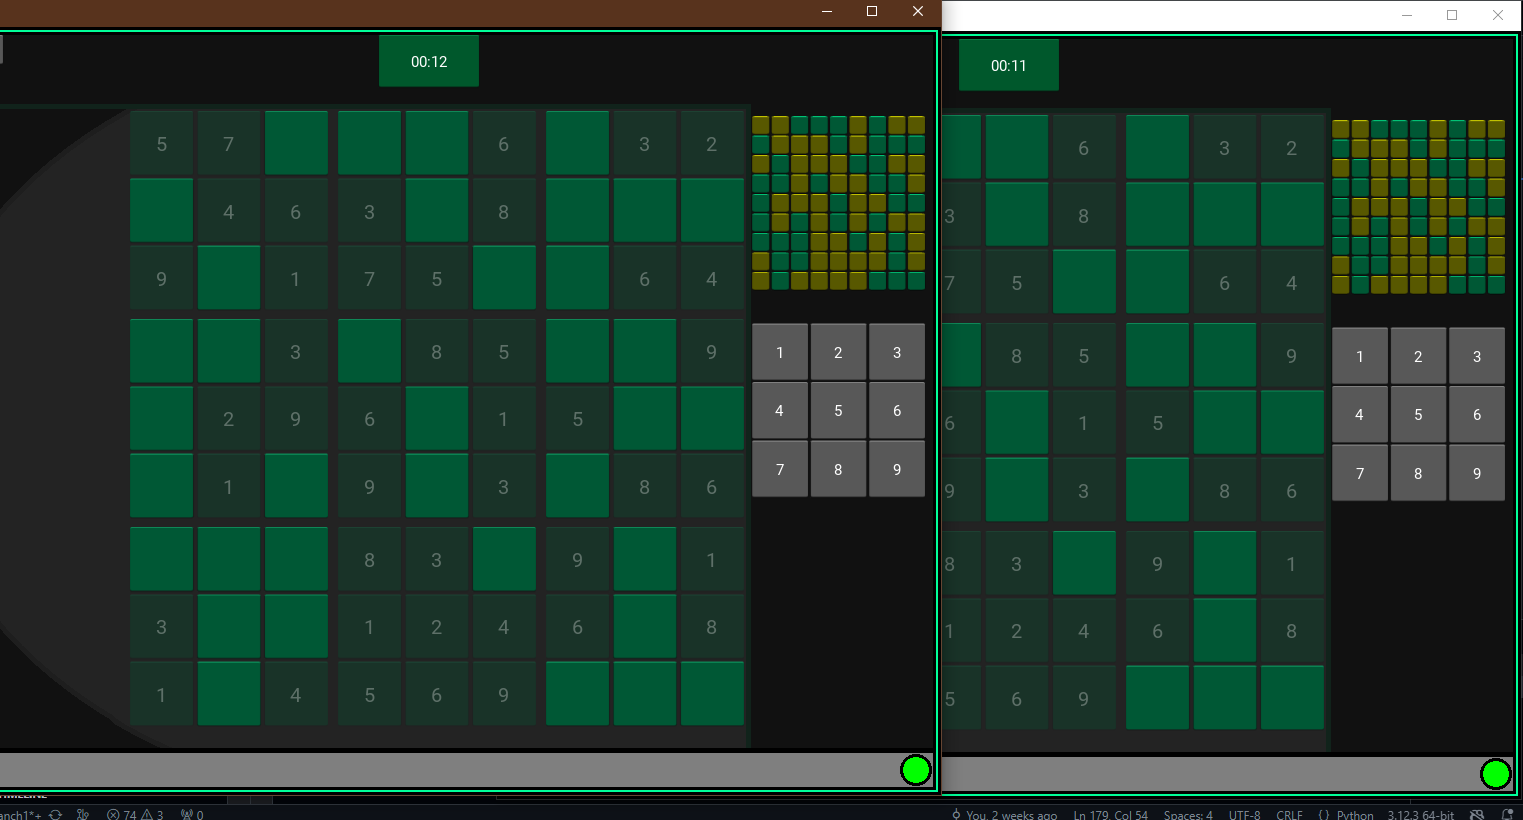 00:12
5 7 6 3 2
4 6 3 8
9 1 7 5 6 4
3 8 5 9
2 9 6 1 5
1 9 3 8 6
8 3 9 1
3 1 2 4 6 8
1 4 5 6 9
1 2 3
4 5 6
7 8 9
00:11
6 3 2
3 8
7 5 6 4
8 5 9
6 1 5
9 3 8 6
8 3 9 1
1 2 4 6 8
5 6 9
1 2 3
4 5 6
7 8 9
anch1*+ 74 3 0 You, 2 weeks ago Ln 179, Col 54 Spaces: 4 UTF-8 CRLF {} Python 3.12.3 64-bit